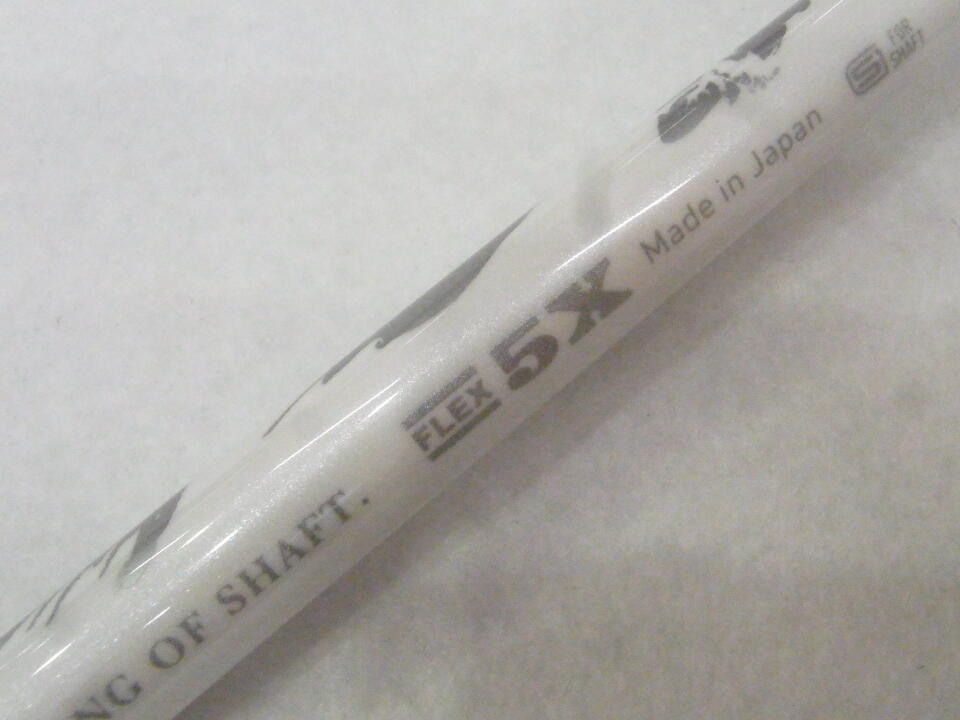 NG OF SHAFT.
FLEX 5X
Made in Japan
S FOR
SHAFT